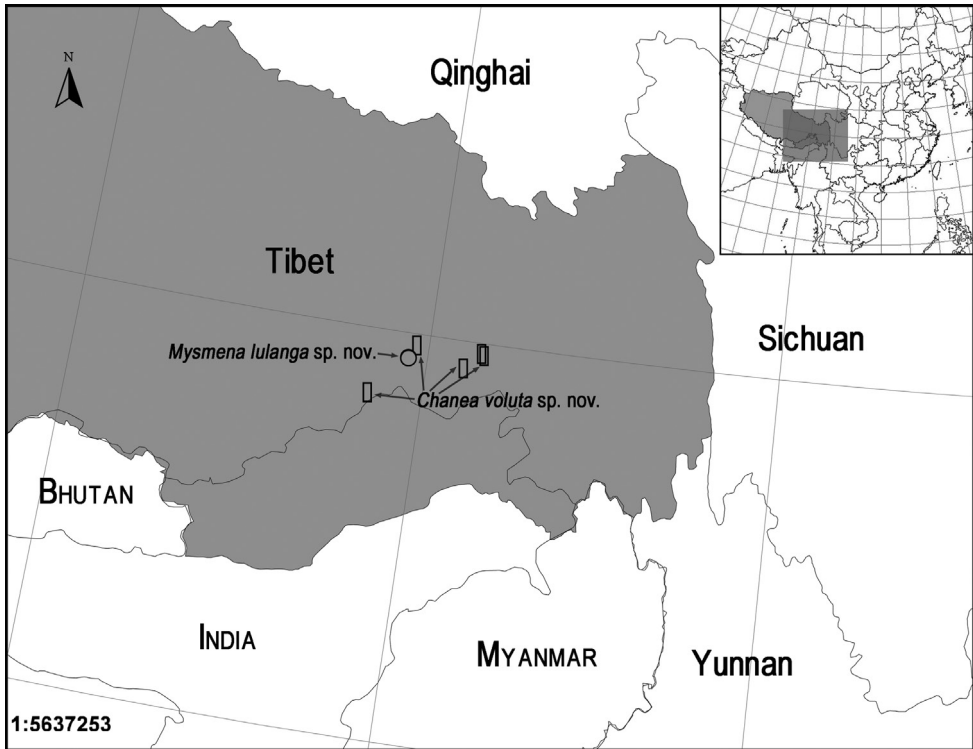 N
Qinghai
Tibet
Sichuan
Mysmena lulanga sp. nov.
Chanea voluta sp. nov.
BHUTAN
INDIA
MYANMAR
Yunnan
1:5637253